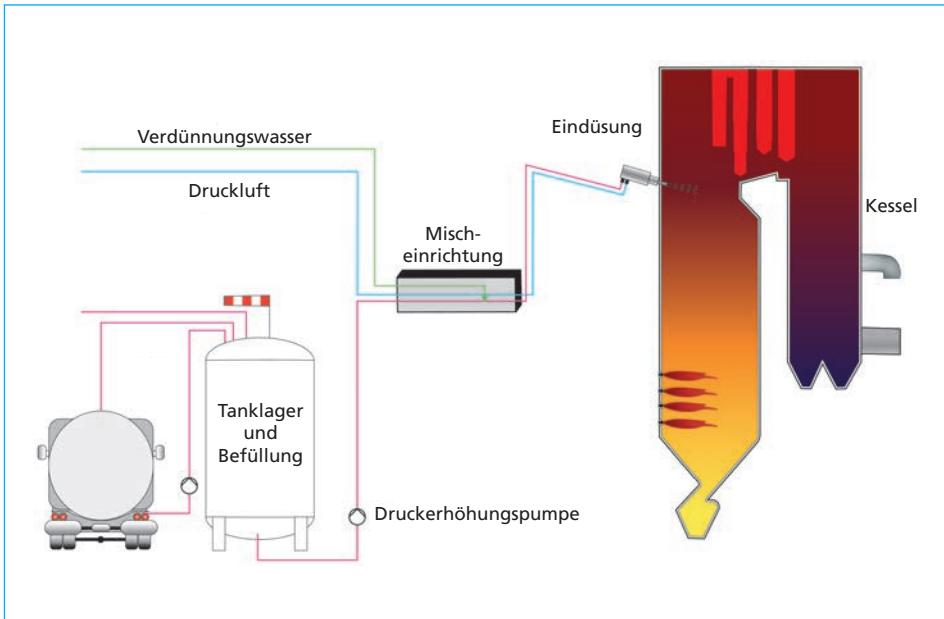 Verdünnungswasser
Druckluft
Eindüsung
Kessel
Misch-
einrichtung
Tanklager
und
Befüllung
Druckerhöhungspumpe